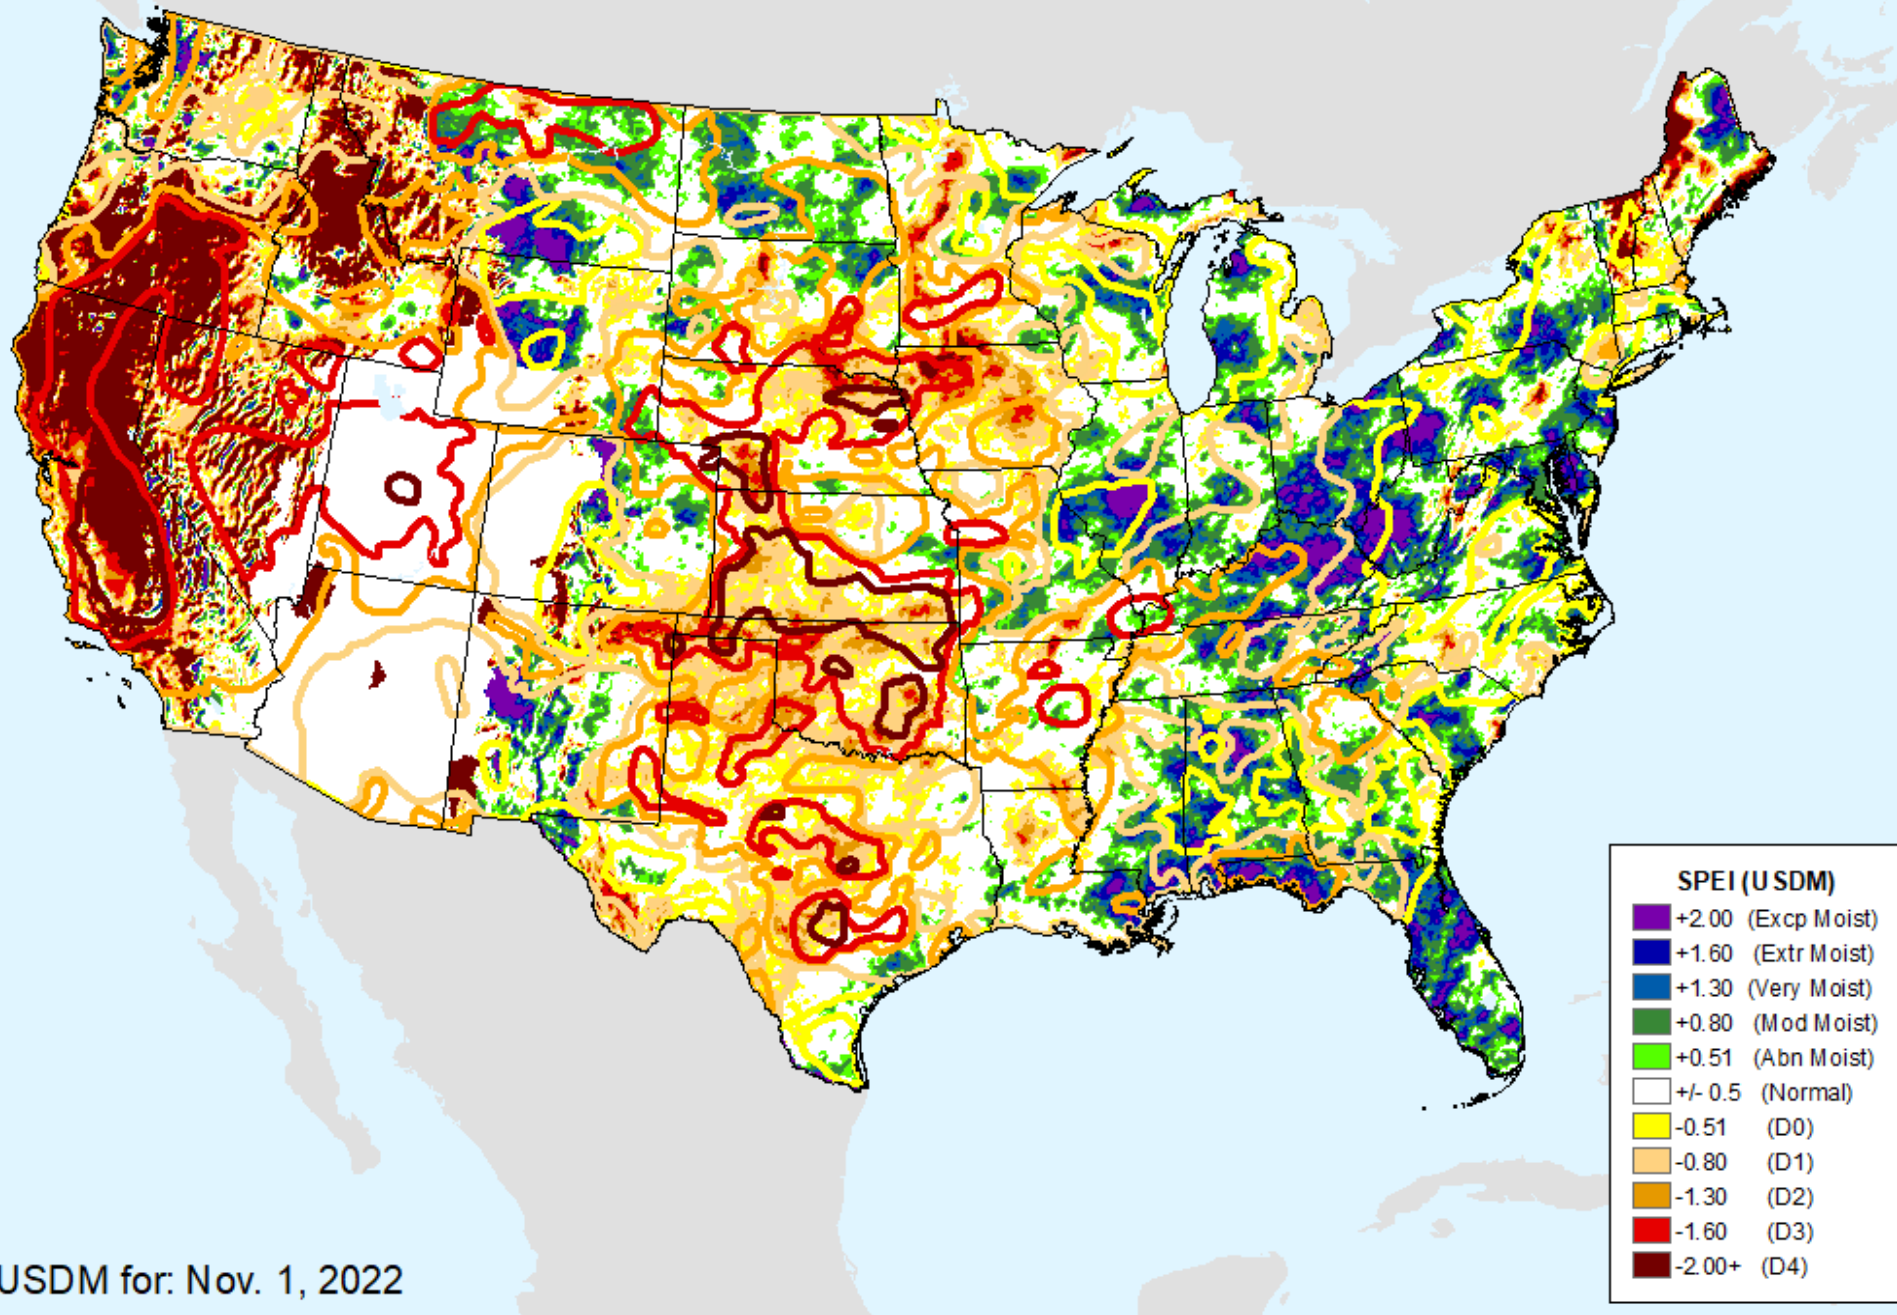 SPEI (USDM)
+2.00 (Excp Moist)
+1.60 (Extr Moist)
+1.30 (Very Moist)
+0.80 (Mod Moist)
+0.51 (Abn Moist)
+/- 0.5 (Normal)
-0.51 (D0)
-0.80 (D1)
-1.30 (D2)
-1.60 (D3)
-2.00+ (D4)
USDM for: Nov. 1, 2022